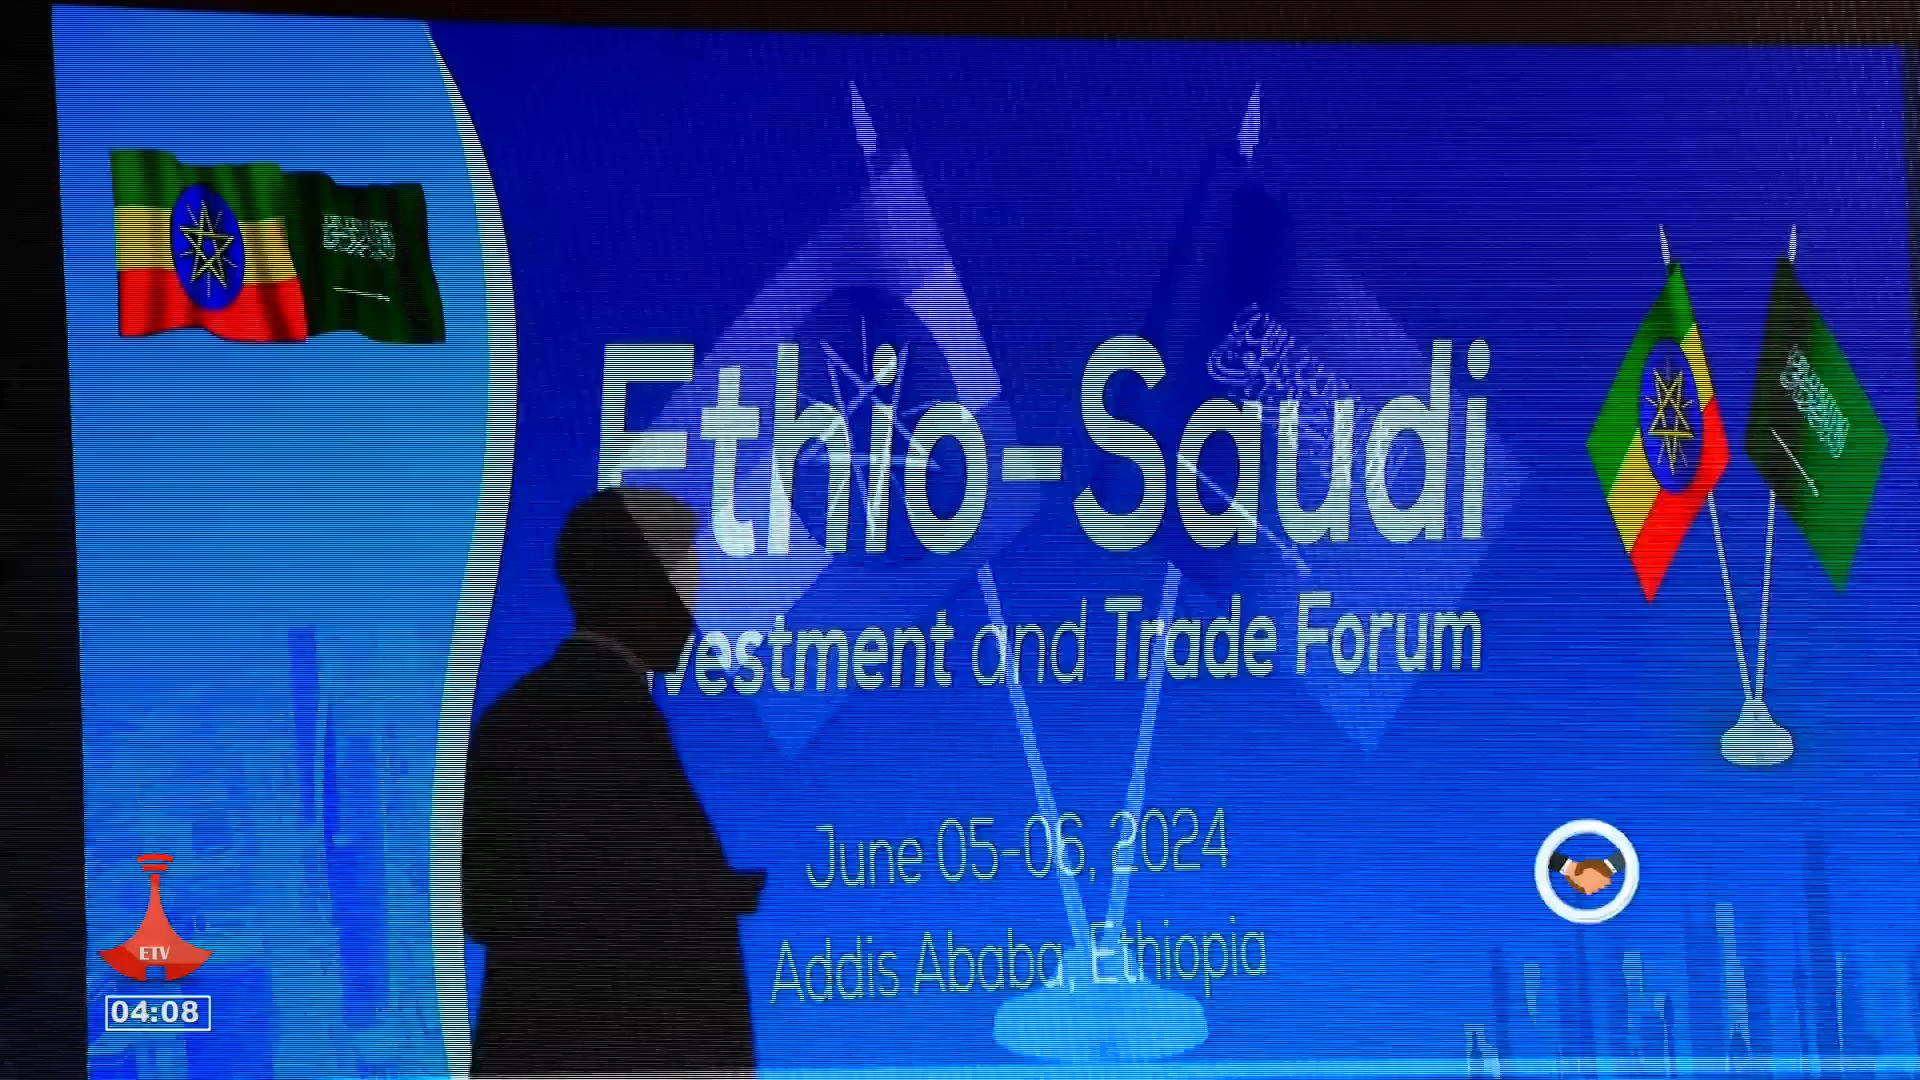 Ethio-Saudi
vestment and Trade Forum
June 05-06, 2024
Addis Ababa, Ethiopia
ETV
04:08